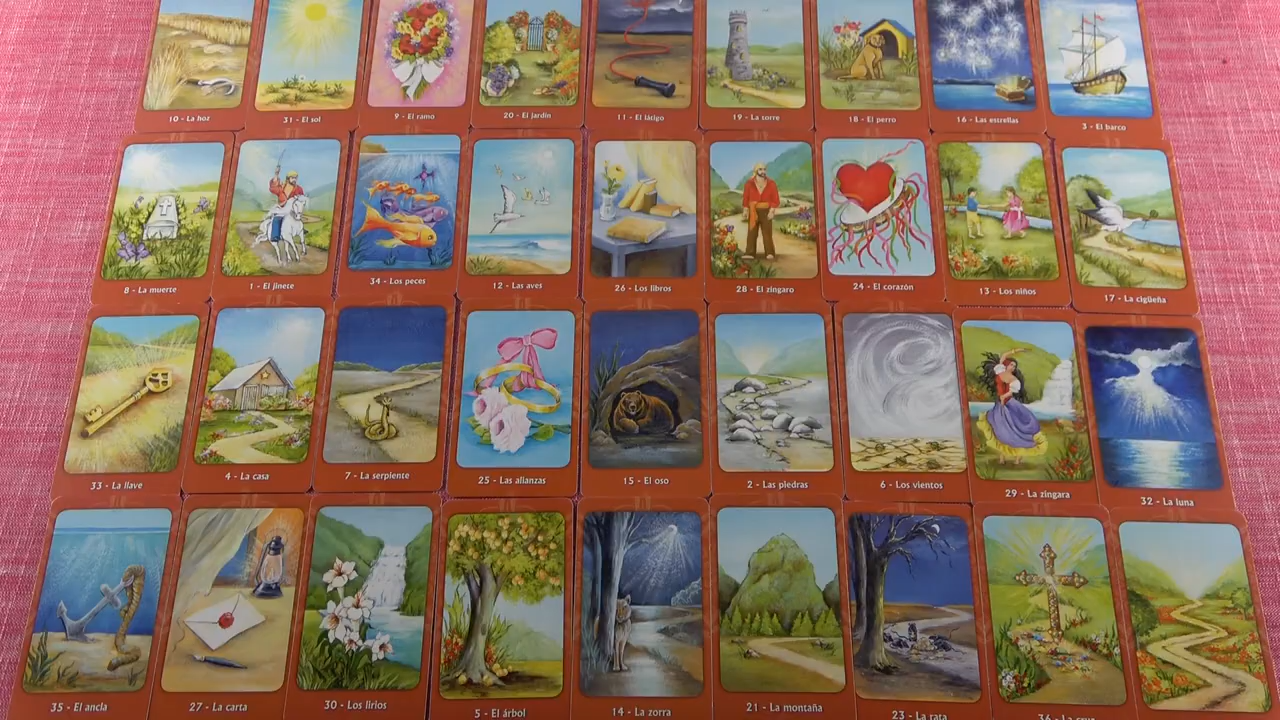 10 - La hoz
31 - El sol
9 - El ramo
20 - El jardín
11 - El látigo
19 - La torre
18 - El perro
16 - Las estrellas
3 - El barco
8 - La muerte
1 - El jinete
34 - Los peces
12 - Las aves
26 - Los libros
28 - El zíngaro
24 - El corazón
13 - Los niños
17 - La cigüeña
33 - La llave
4 - La casa
7 - La serpiente
25 - Las alianzas
15 - El oso
2 - Las piedras
6 - Los vientos
29 - La zíngara
32 - La luna
35 - El ancla
27 - La carta
30 - Los lirios
5 - El árbol
14 - La zorra
21 - La montaña
23 - La rata
36 - La cruz